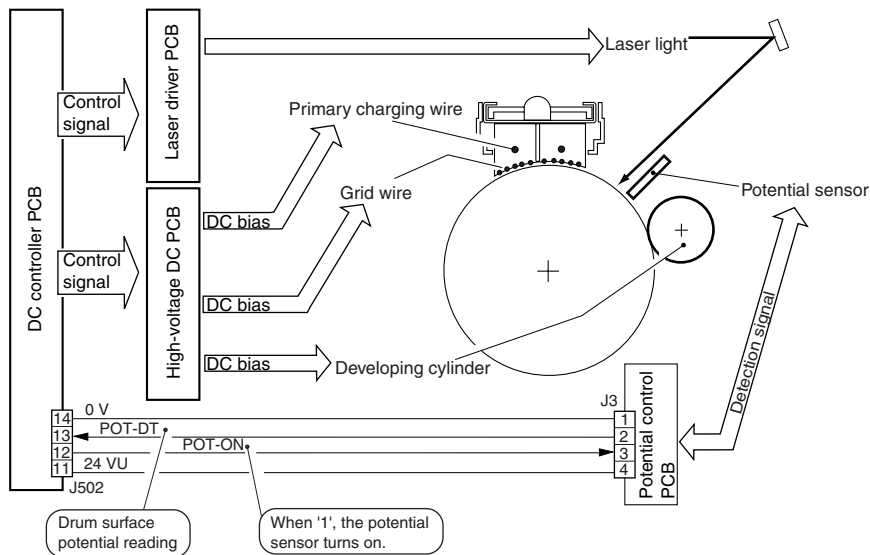 DC controller PCB
Control
signal
Laser driver PCB
Laser light
Primary charging wire
Grid wire
Potential sensor
Control
signal
High-voltage DC PCB
DC bias
DC bias
DC bias
Developing cylinder
Detection signal
J3
1
2
3
4
Potential control
PCB
14
13
12
11
J502
0 V
POT-DT
POT-ON
24 VU
Drum surface
potential reading
When '1', the potential
sensor turns on.